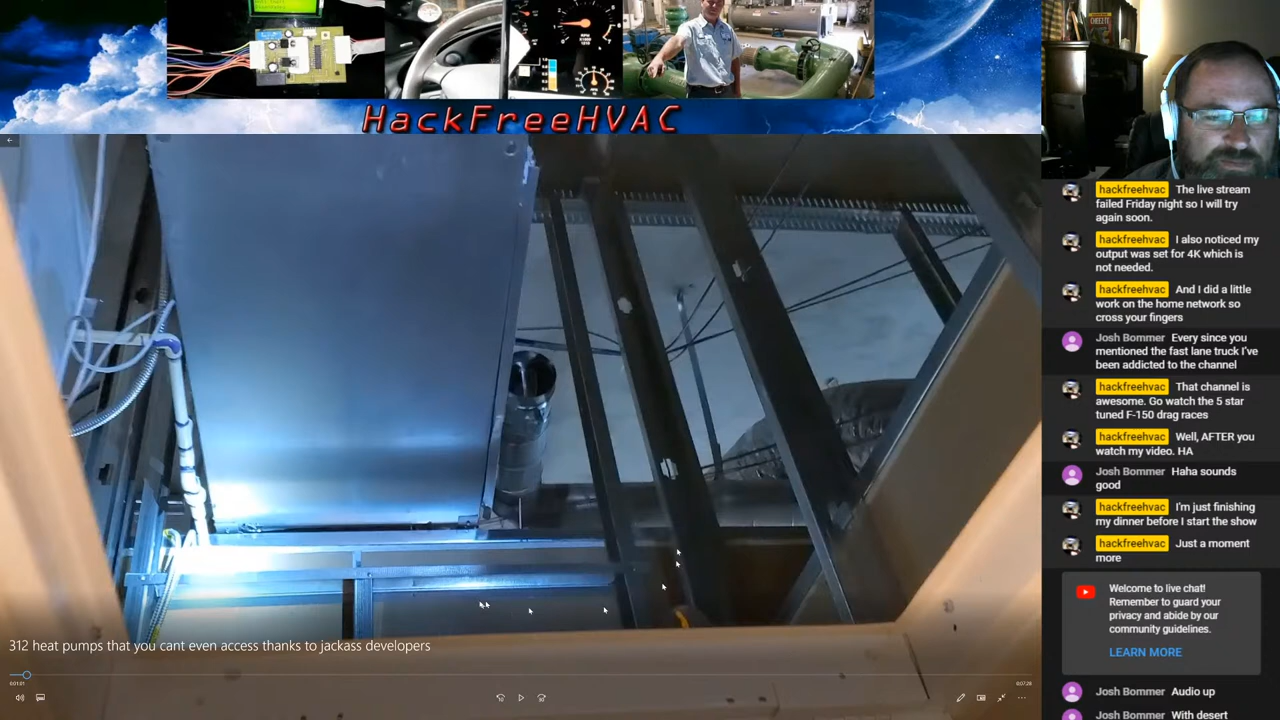 HackFreeHVAC
hackfreehvac The live stream
failed Friday night so I will try
again soon.
hackfreehvac I also noticed my
output was set for 4K which is
not needed.
hackfreehvac And I did a little
work on the home network so
cross your fingers
Josh Bommer Every since you
mentioned the fast lane truck I've
been addicted to the channel
hackfreehvac That channel is
awesome. Go watch the 5 star
tuned F-150 drag races
hackfreehvac Well, AFTER you
watch my video. HA
Josh Bommer Haha sounds
good
hackfreehvac I'm just finishing
my dinner before I start the show
hackfreehvac Just a moment
more
Welcome to live chat!
Remember to guard your
privacy and abide by our
community guidelines.
LEARN MORE
Josh Bommer Audio up
Josh Bommer With desert
312 heat pumps that you cant even access thanks to jackass developers
0:01:01
0:07:28